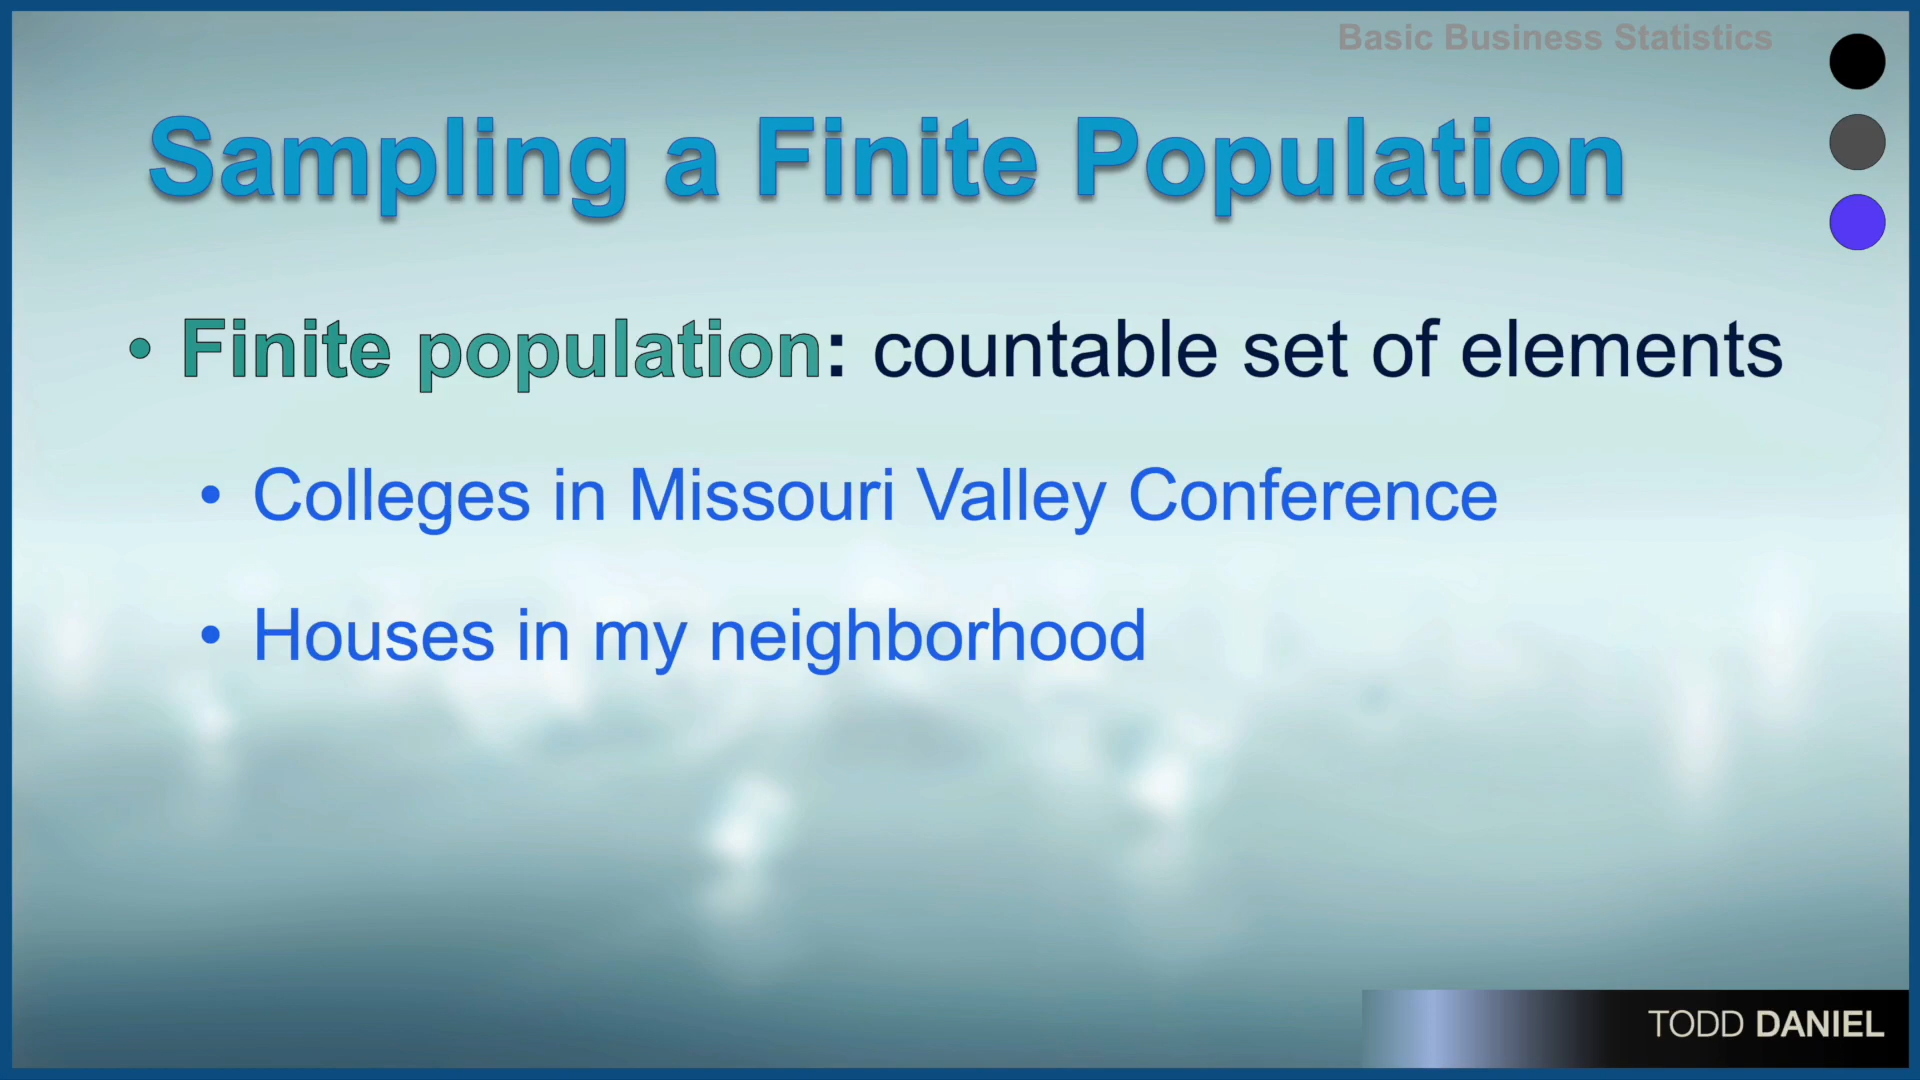 Basic Business Statistics
Sampling a Finite Population
• Finite population: countable set of elements
• Colleges in Missouri Valley Conference
• Houses in my neighborhood
TODD DANIEL